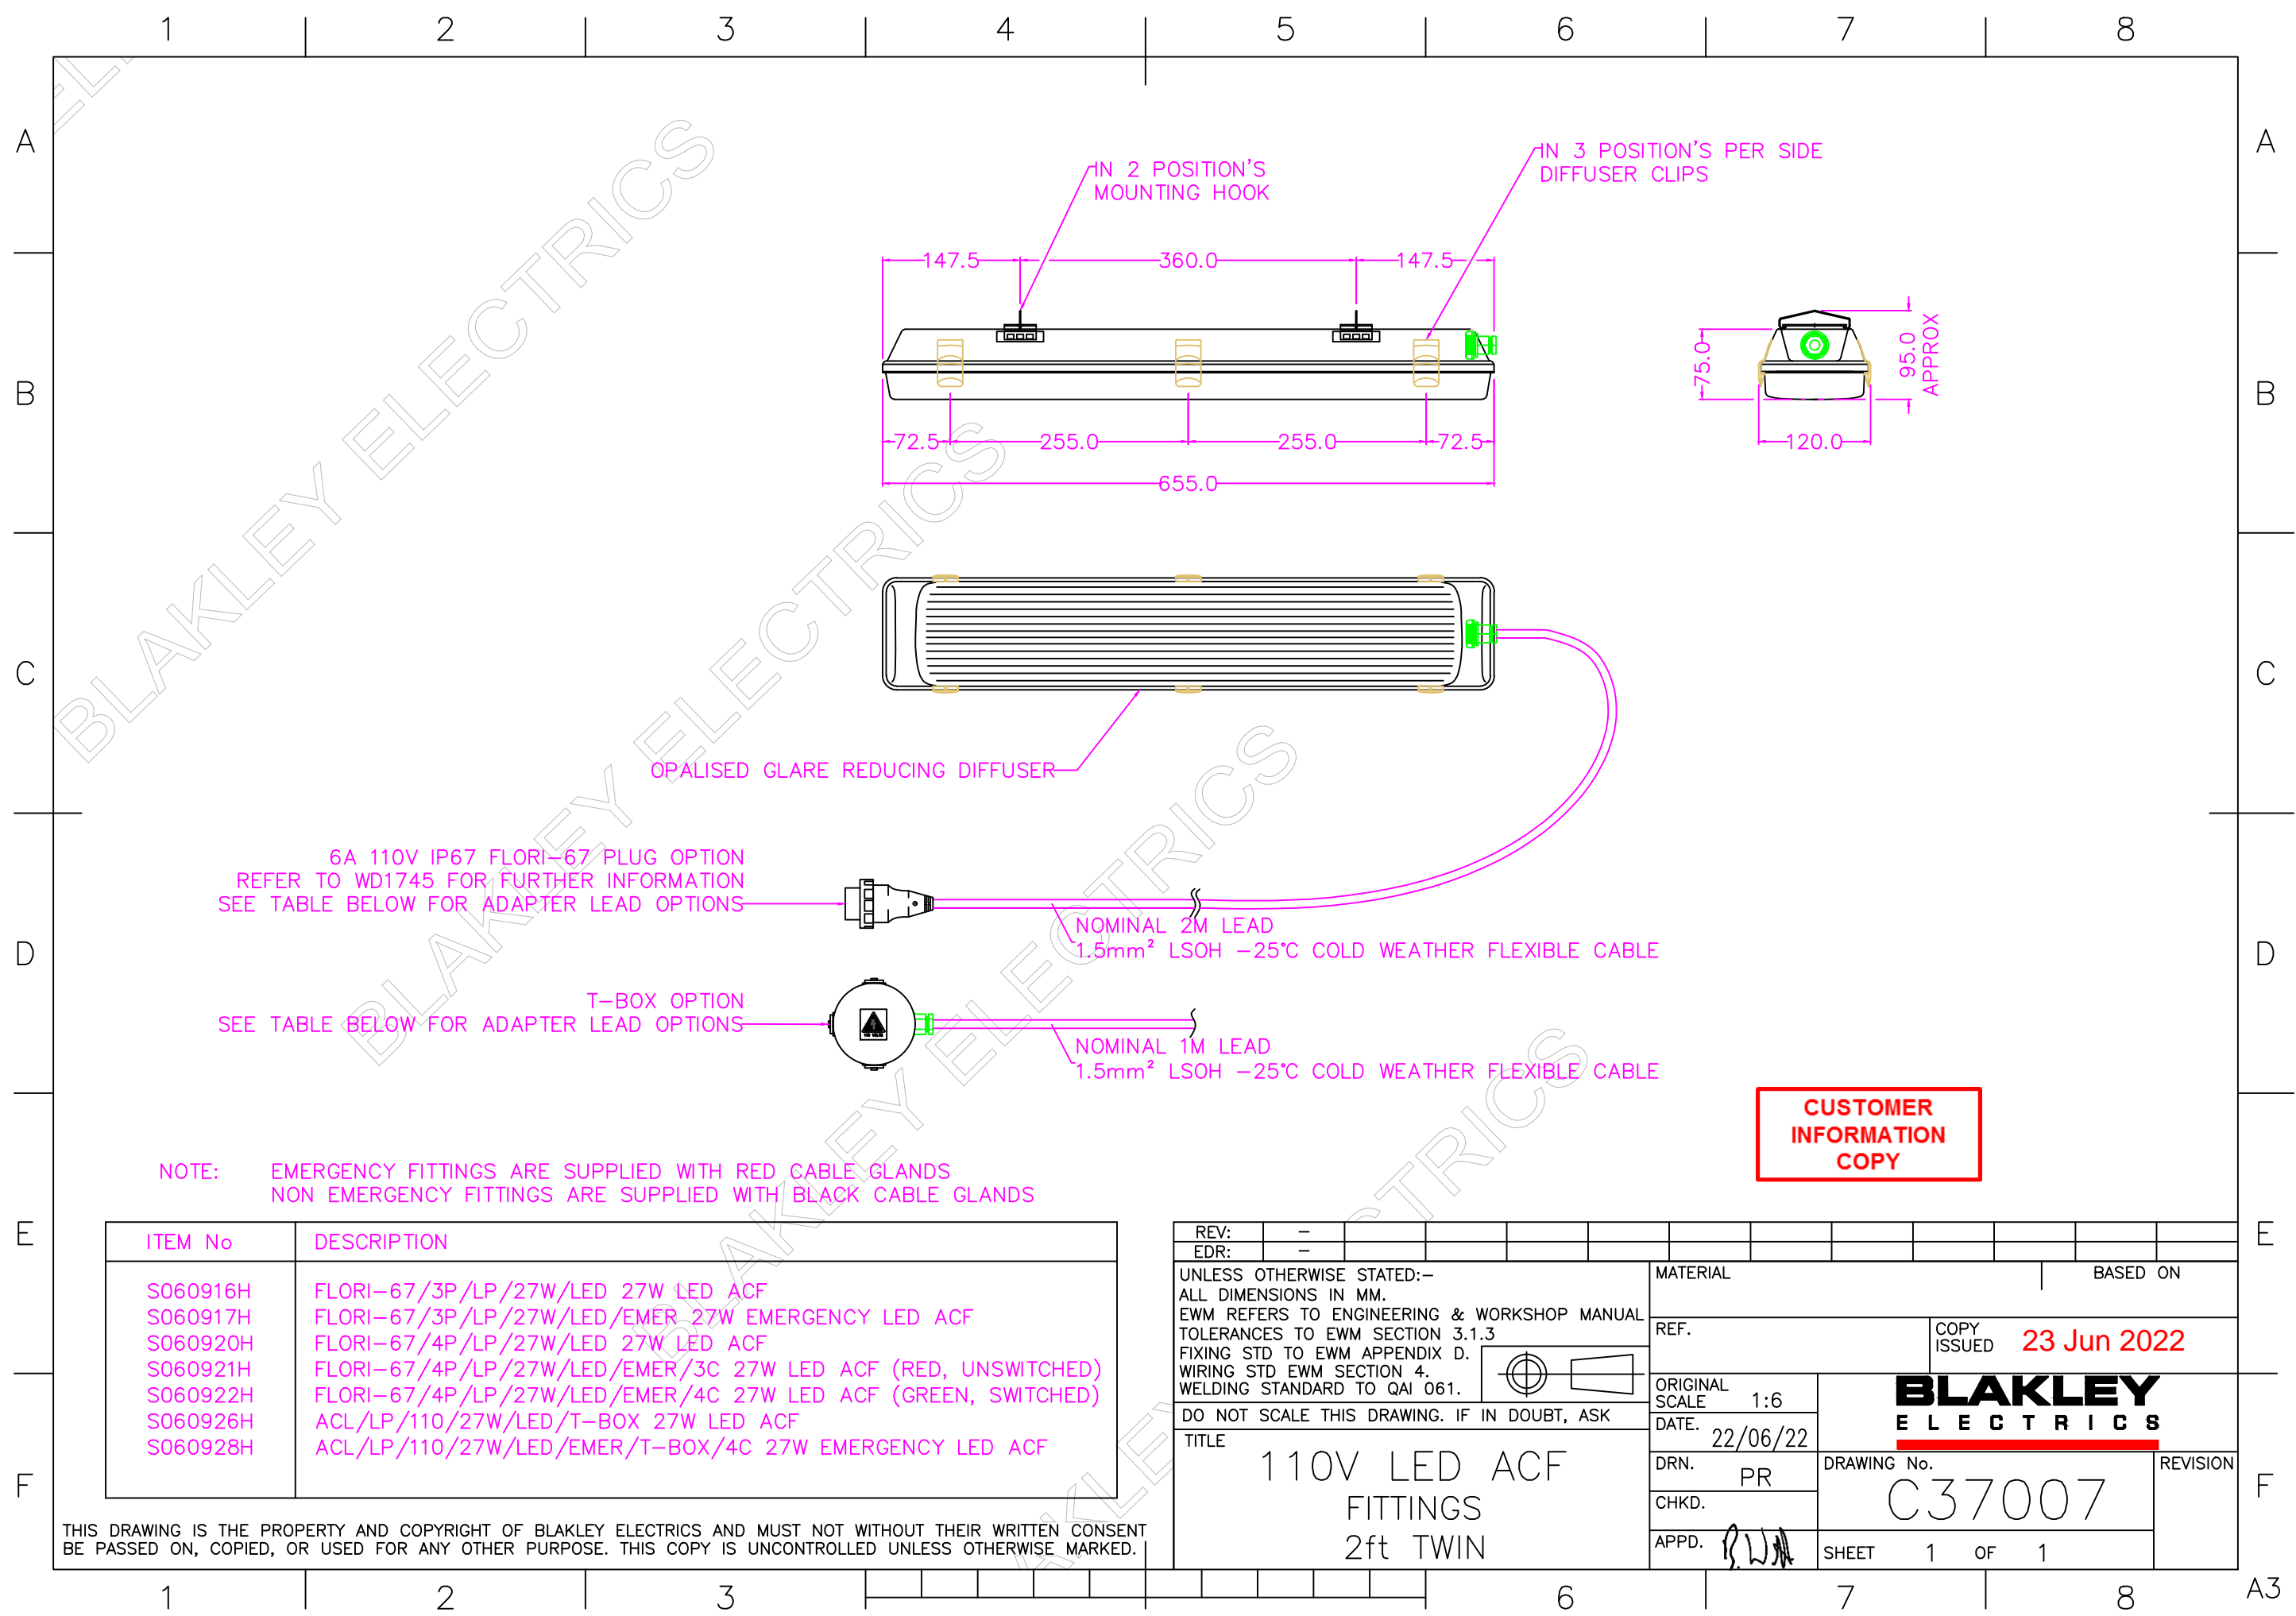 1 2 3 4 5 6 7 8
A A
B B
C C
D D
E E
F F
IN 2 POSITION'S
MOUNTING HOOK
IN 3 POSITION'S PER SIDE
DIFFUSER CLIPS
147.5 360.0 147.5
72.5 255.0 255.0 72.5
655.0
75.0
95.0
APPROX
120.0
OPALISED GLARE REDUCING DIFFUSER
6A 110V IP67 FLORI-67 PLUG OPTION
REFER TO WD1745 FOR FURTHER INFORMATION
SEE TABLE BELOW FOR ADAPTER LEAD OPTIONS
NOMINAL 2M LEAD
1.5mm² LSOH -25°C COLD WEATHER FLEXIBLE CABLE
T-BOX OPTION
SEE TABLE BELOW FOR ADAPTER LEAD OPTIONS
NOMINAL 1M LEAD
1.5mm² LSOH -25°C COLD WEATHER FLEXIBLE CABLE
CUSTOMER
INFORMATION
COPY
NOTE: EMERGENCY FITTINGS ARE SUPPLIED WITH RED CABLE GLANDS
NON EMERGENCY FITTINGS ARE SUPPLIED WITH BLACK CABLE GLANDS
ITEM No DESCRIPTION
S060916H FLORI-67/3P/LP/27W/LED 27W LED ACF
S060917H FLORI-67/3P/LP/27W/LED/EMER 27W EMERGENCY LED ACF
S060920H FLORI-67/4P/LP/27W/LED 27W LED ACF
S060921H FLORI-67/4P/LP/27W/LED/EMER/3C 27W LED ACF (RED, UNSWITCHED)
S060922H FLORI-67/4P/LP/27W/LED/EMER/4C 27W LED ACF (GREEN, SWITCHED)
S060926H ACL/LP/110/27W/LED/T-BOX 27W LED ACF
S060928H ACL/LP/110/27W/LED/EMER/T-BOX/4C 27W EMERGENCY LED ACF
THIS DRAWING IS THE PROPERTY AND COPYRIGHT OF BLAKLEY ELECTRICS AND MUST NOT WITHOUT THEIR WRITTEN CONSENT
BE PASSED ON, COPIED, OR USED FOR ANY OTHER PURPOSE. THIS COPY IS UNCONTROLLED UNLESS OTHERWISE MARKED.
REV: -
EDR: -
UNLESS OTHERWISE STATED:-
ALL DIMENSIONS IN MM.
EWM REFERS TO ENGINEERING & WORKSHOP MANUAL
TOLERANCES TO EWM SECTION 3.1.3
FIXING STD TO EWM APPENDIX D.
WIRING STD EWM SECTION 4.
WELDING STANDARD TO QAI 061.
DO NOT SCALE THIS DRAWING. IF IN DOUBT, ASK
TITLE
110V LED ACF
FITTINGS
2ft TWIN
MATERIAL BASED ON
REF. COPY ISSUED 23 Jun 2022
ORIGINAL SCALE 1:6
DATE. 22/06/22
DRN. PR
CHKD.
APPD.
BLAKLEY
ELECTRICS
DRAWING No. C37007
REVISION
SHEET 1 OF 1
1 2 3 6 7 8 A3
BLAKLEY ELECTRICS
BLAKLEY ELECTRICS
BLAKLEY ELECTRICS